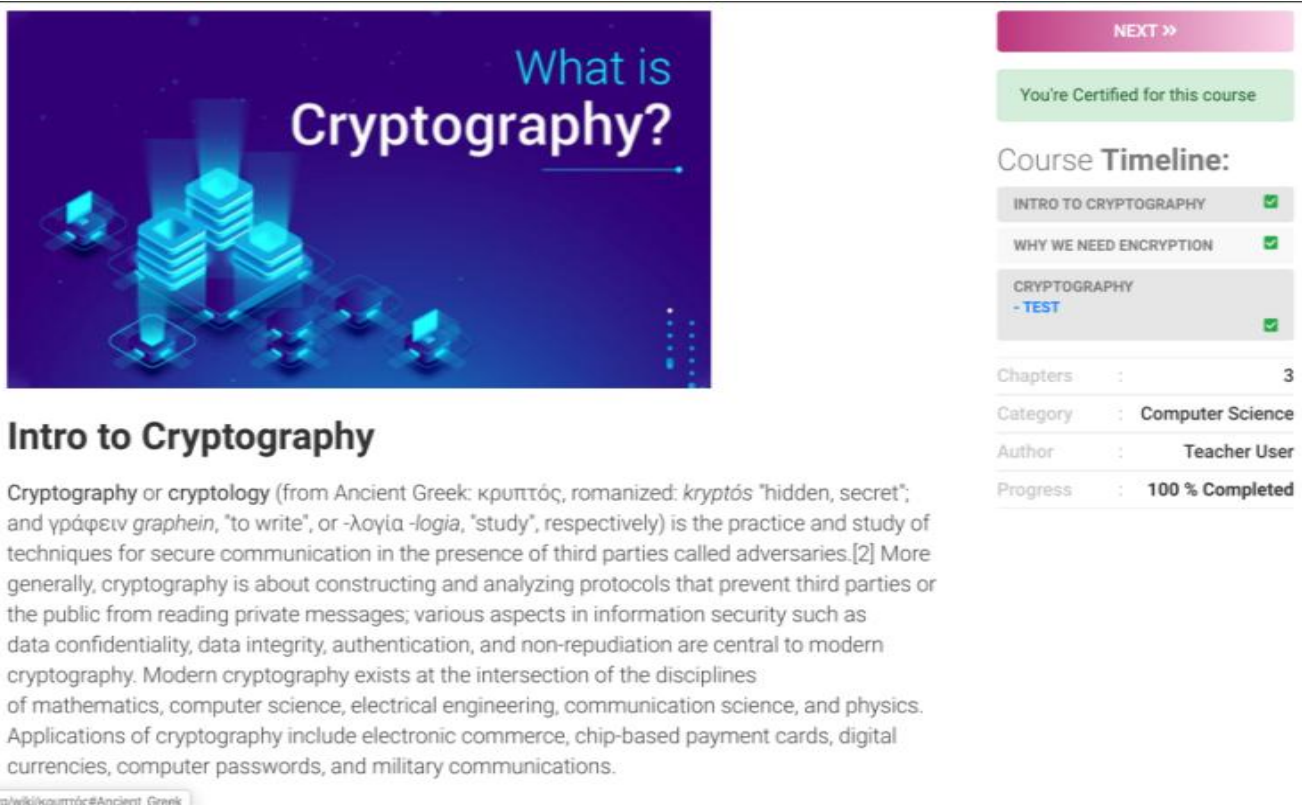 What is
Cryptography?
Intro to Cryptography
Cryptography or cryptology (from Ancient Greek: κρυπτός, romanized: kryptós "hidden, secret";
and γράφειν graphein, "to write", or -λογία -logia, "study", respectively) is the practice and study of
techniques for secure communication in the presence of third parties called adversaries.[2] More
generally, cryptography is about constructing and analyzing protocols that prevent third parties or
the public from reading private messages; various aspects in information security such as
data confidentiality, data integrity, authentication, and non-repudiation are central to modern
cryptography. Modern cryptography exists at the intersection of the disciplines
of mathematics, computer science, electrical engineering, communication science, and physics.
Applications of cryptography include electronic commerce, chip-based payment cards, digital
currencies, computer passwords, and military communications.
NEXT »
You're Certified for this course
Course Timeline:
INTRO TO CRYPTOGRAPHY
WHY WE NEED ENCRYPTION
CRYPTOGRAPHY
- TEST
Chapters : 3
Category : Computer Science
Author : Teacher User
Progress : 100 % Completed
/wiki/κρυπτός#Ancient_Greek